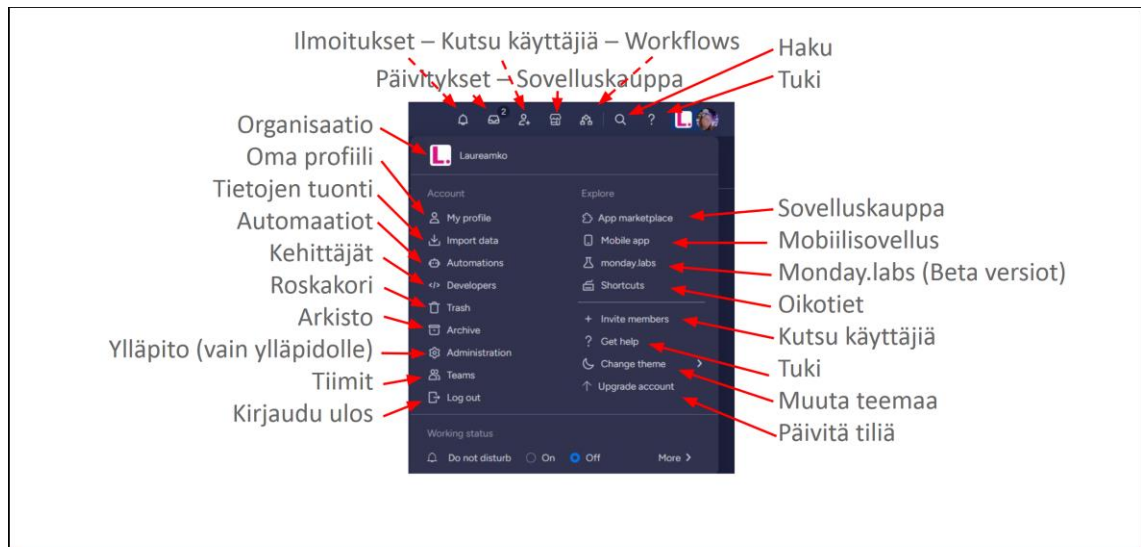 Ilmoitukset – Kutsu käyttäjiä – Workflows
Päivitykset – Sovelluskauppa
Haku
Tuki
2
L.
Organisaatio
Oma profiili
Tietojen tuonti
Automaatiot
Kehittäjät
Roskakori
Arkisto
Ylläpito (vain ylläpidolle)
Tiimit
Kirjaudu ulos
L. Laureamko
Account
My profile
Import data
Automations
Developers
Trash
Archive
Administration
Teams
Log out
Explore
App marketplace
Mobile app
monday.labs
Shortcuts
Invite members
Get help
Change theme
Upgrade account
Working status
Do not disturb On Off More
Sovelluskauppa
Mobiilisovellus
Monday.labs (Beta versiot)
Oikotiet
Kutsu käyttäjiä
Tuki
Muuta teemaa
Päivitä tiliä